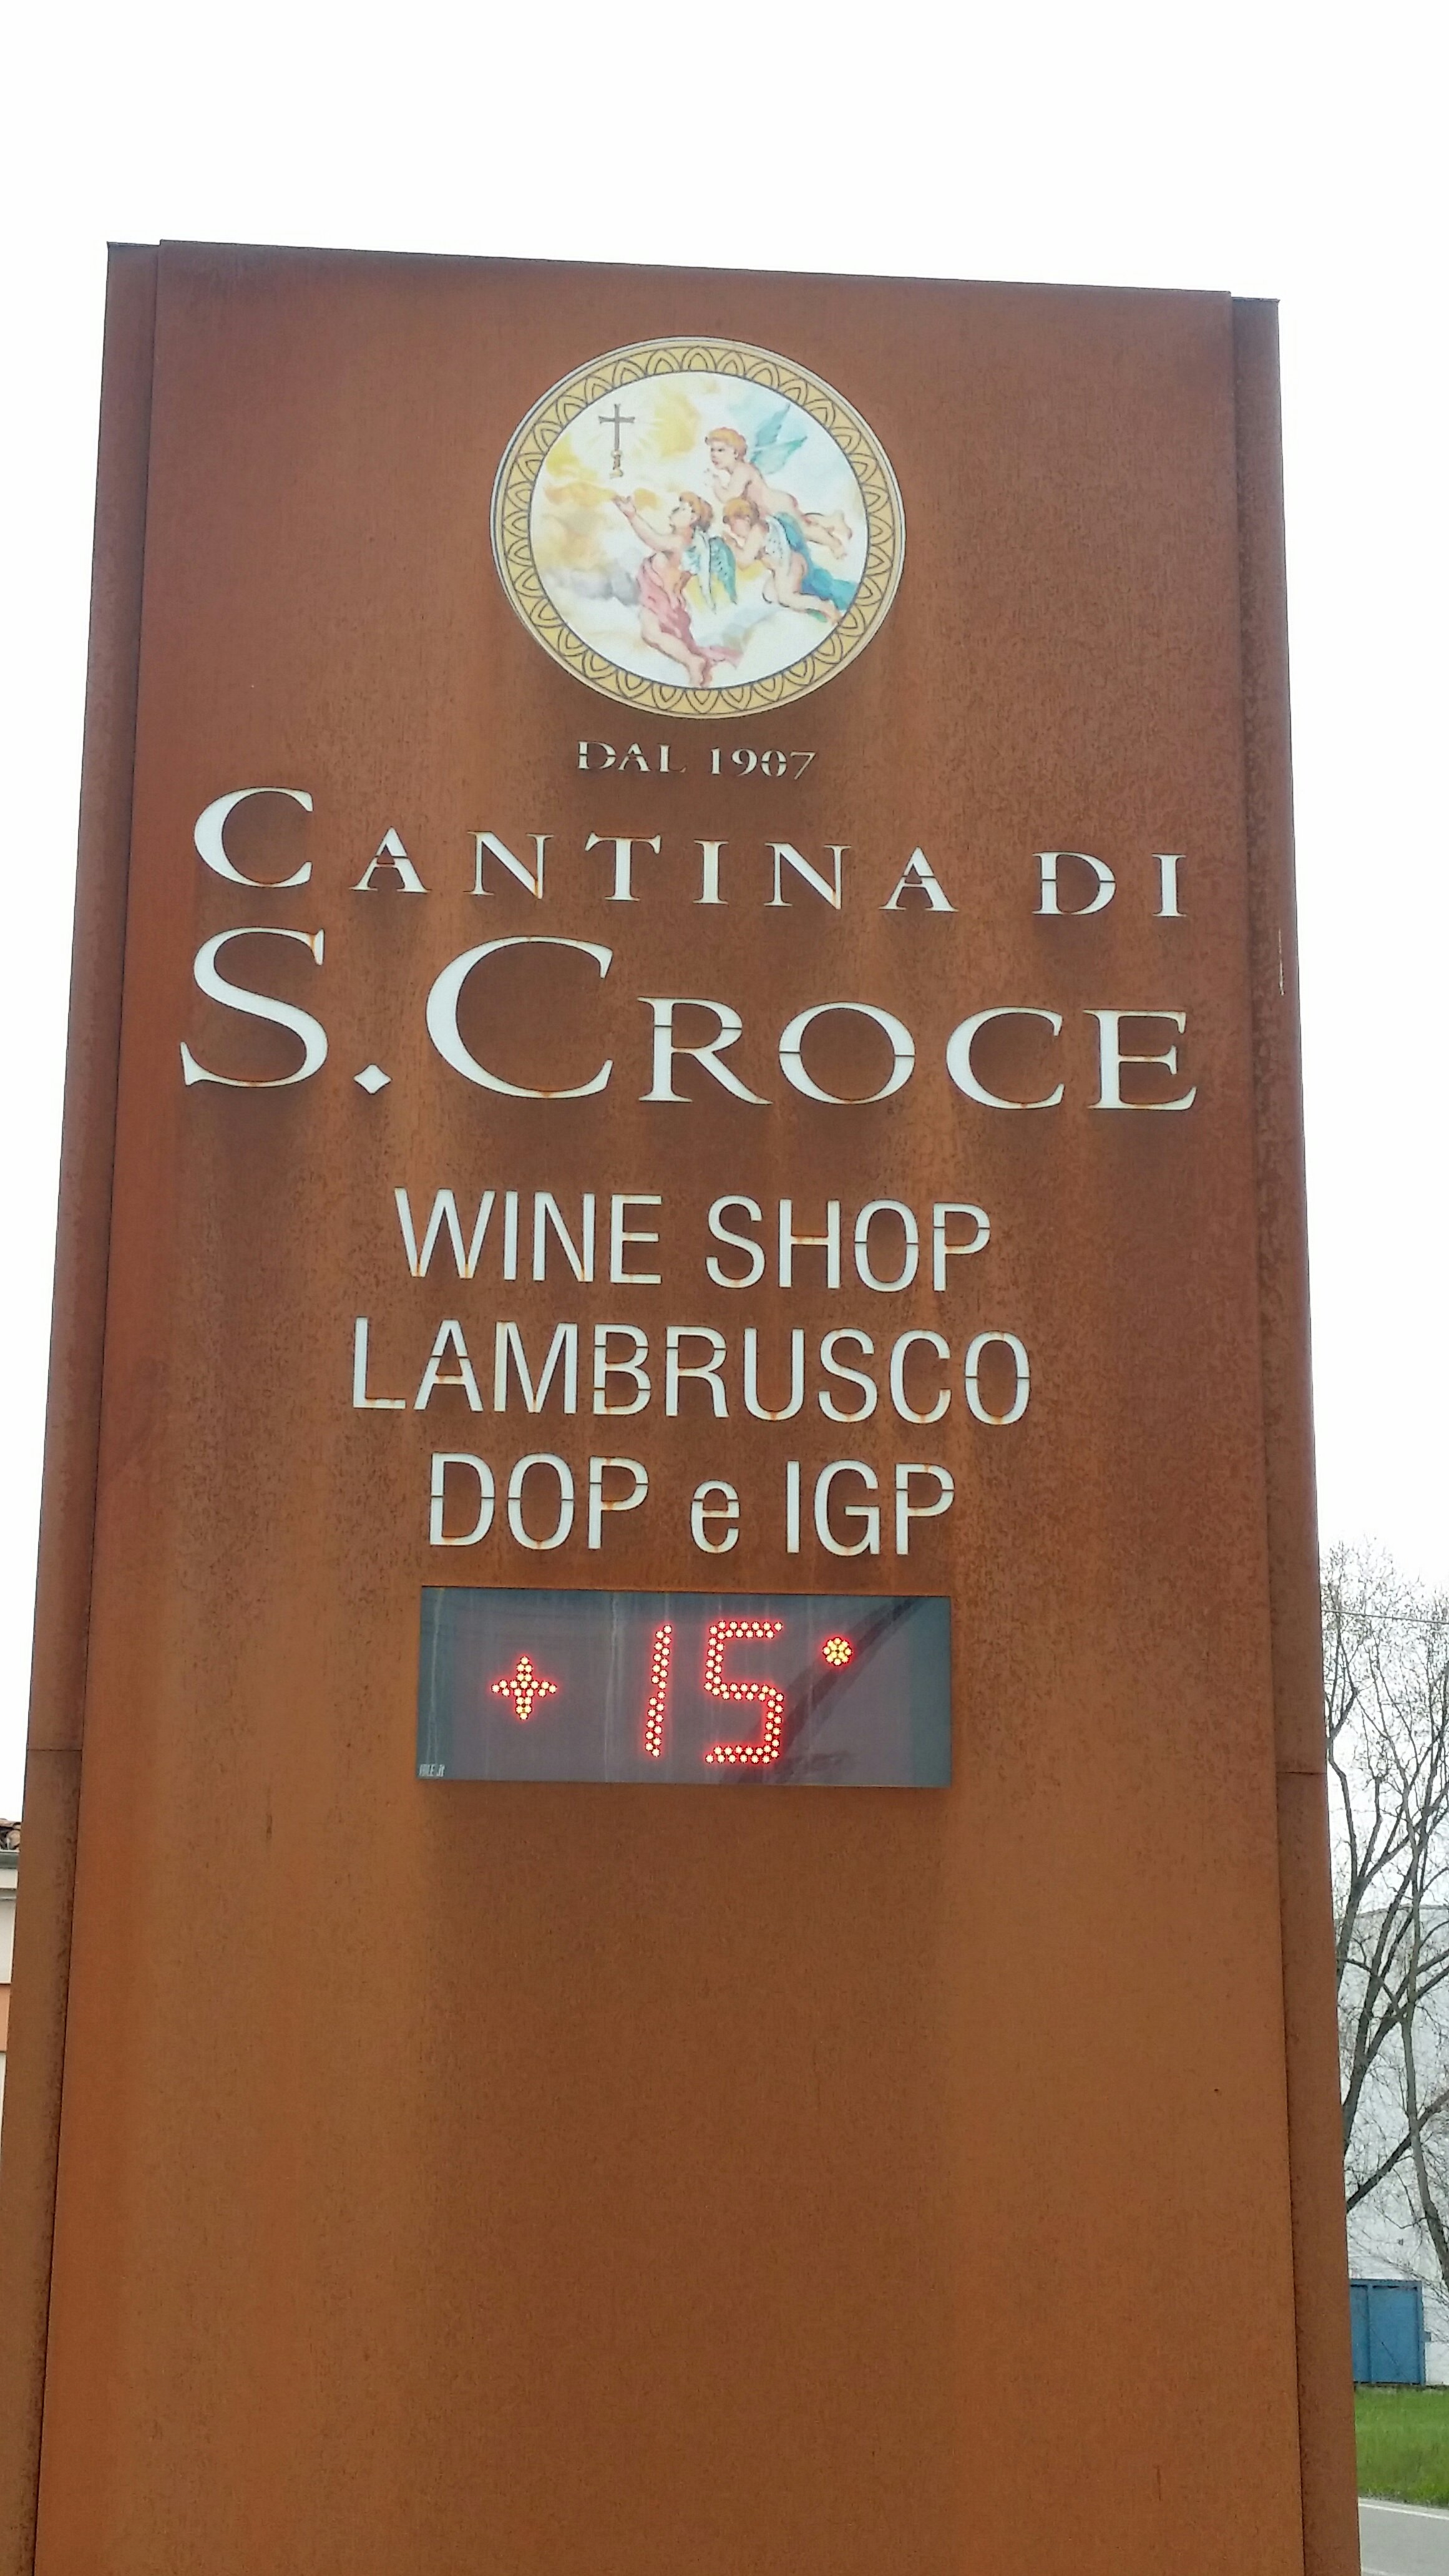 DAL 1907
CANTINA DI
S.CROCE
WINE SHOP
LAMBRUSCO
DOP e IGP
+ 15°